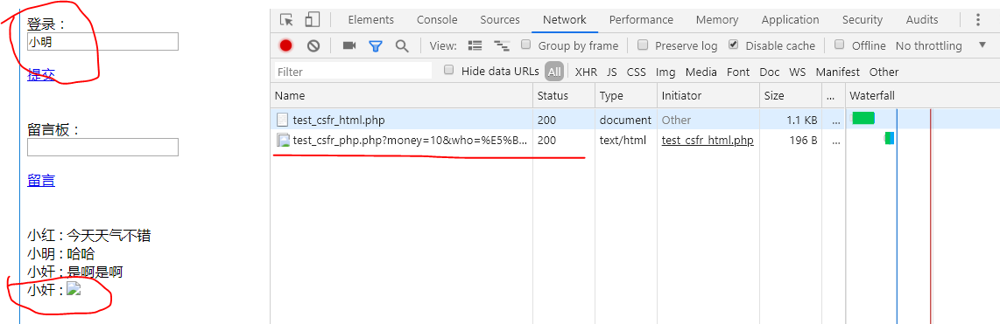 登录：
小明
提交
留言板：
留言
小红：今天天气不错
小明：哈哈
小奸：是啊是啊
小奸：
Elements Console Sources Network Performance Memory Application Security Audits
View: Group by frame Preserve log Disable cache Offline No throttling
Filter Hide data URLs All XHR JS CSS Img Media Font Doc WS Manifest Other
Name Status Type Initiator Size ... Waterfall
test_csfr_html.php 200 document Other 1.1 KB ...
test_csfr_php.php?money=10&who=%E5%B... 200 text/html test_csfr_html.php 196 B ...